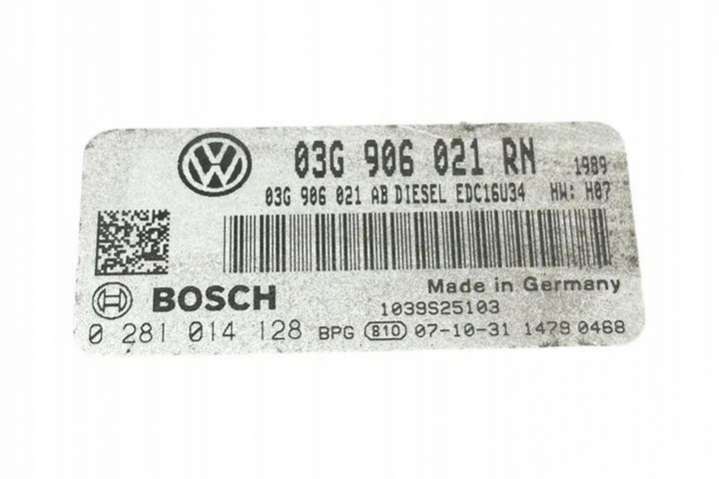 03G 906 021 RN 1989
03G 906 021 AB DIESEL EDC16U34 HW: H07
Made in Germany
BOSCH 1039S25103
0 281 014 128 BPG 810 07-10-31 1479 0468